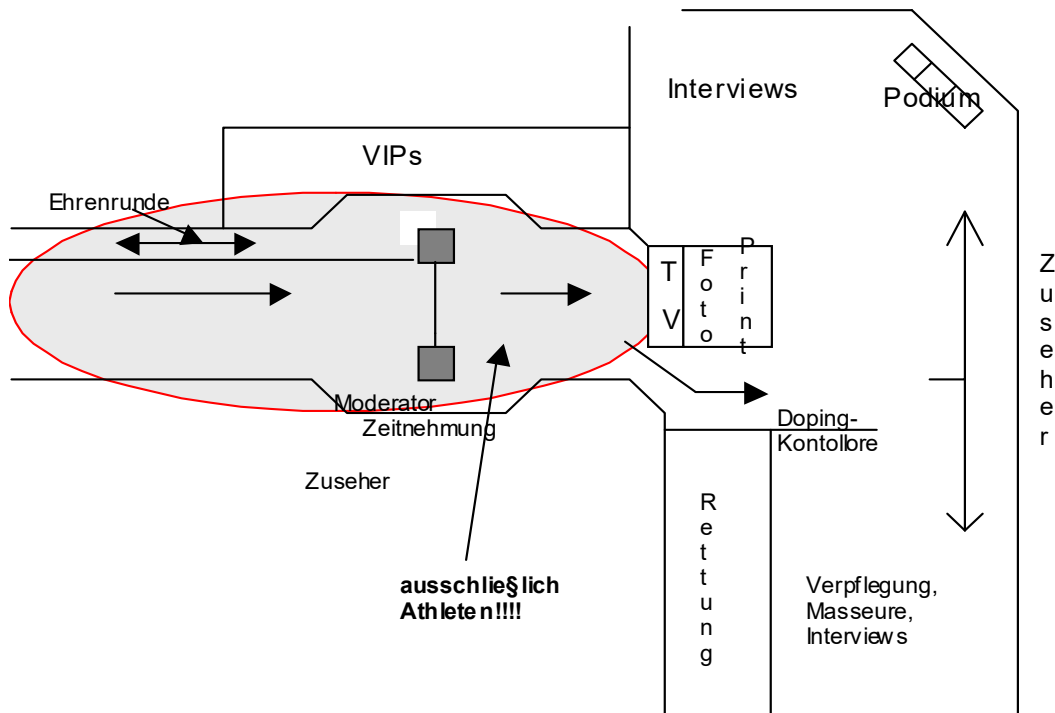 Interviews
Podium
VIPs
Ehrenrunde
TV
Foto
Print
Zuseher
Moderator
Zeitnehmung
Doping-
Kontollore
Zuseher
Rettung
ausschlie§lich
Athleten!!!!
Verpflegung,
Masseure,
Interviews